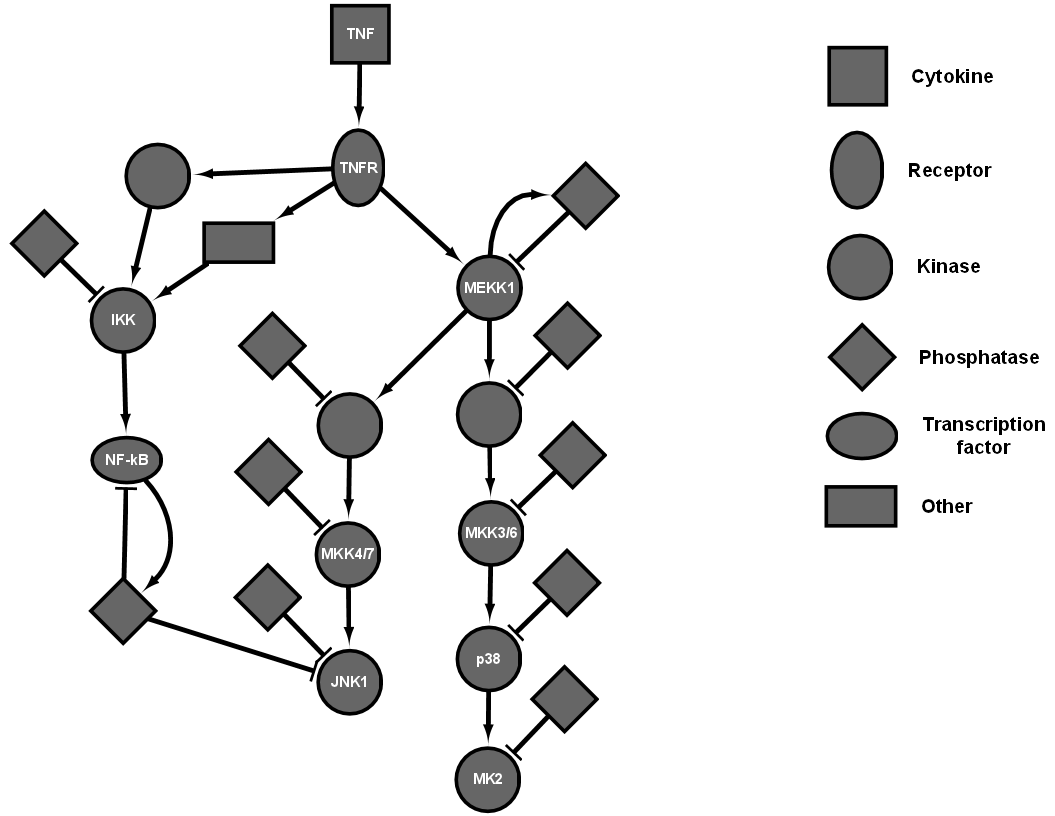 TNF
TNFR
MEKK1
IKK
NF-kB
MKK4/7
MKK3/6
JNK1
p38
MK2
Cytokine
Receptor
Kinase
Phosphatase
Transcription
factor
Other